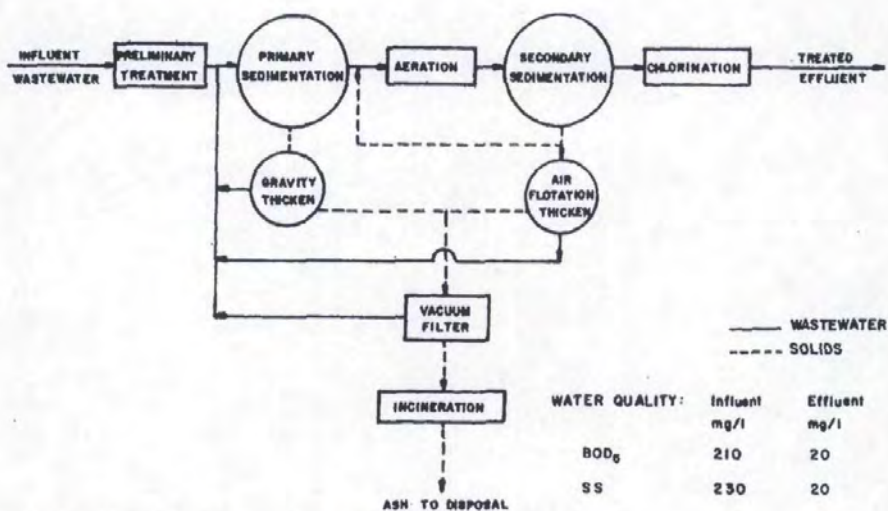 INFLUENT
WASTEWATER
PRELIMINARY
TREATMENT
PRIMARY
SEDIMENTATION
AERATION
SECONDARY
SEDIMENTATION
CHLORINATION
TREATED
EFFLUENT
GRAVITY
THICKEN
AIR
FLOTATION
THICKEN
VACUUM
FILTER
WASTEWATER
SOLIDS
INCINERATION
WATER QUALITY: Influent Effluent
mg/l mg/l
BOD5 210 20
SS 230 20
ASH TO DISPOSAL